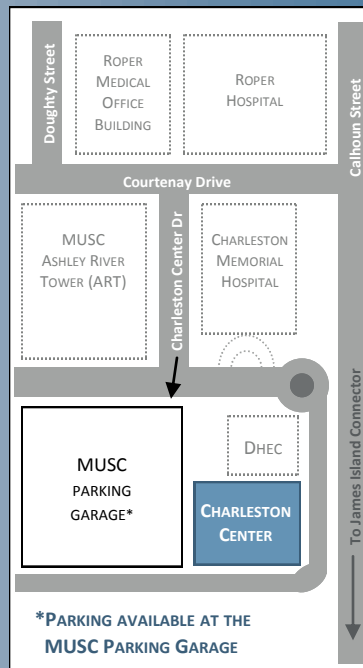 Doughty Street
ROPER
MEDICAL
OFFICE
BUILDING
ROPER
HOSPITAL
Calhoun Street
Courtenay Drive
MUSC
ASHLEY RIVER
TOWER (ART)
Charleston Center Dr
CHARLESTON
MEMORIAL
HOSPITAL
MUSC
PARKING
GARAGE*
DHEC
CHARLESTON
CENTER
To James Island Connector
*PARKING AVAILABLE AT THE
MUSC PARKING GARAGE